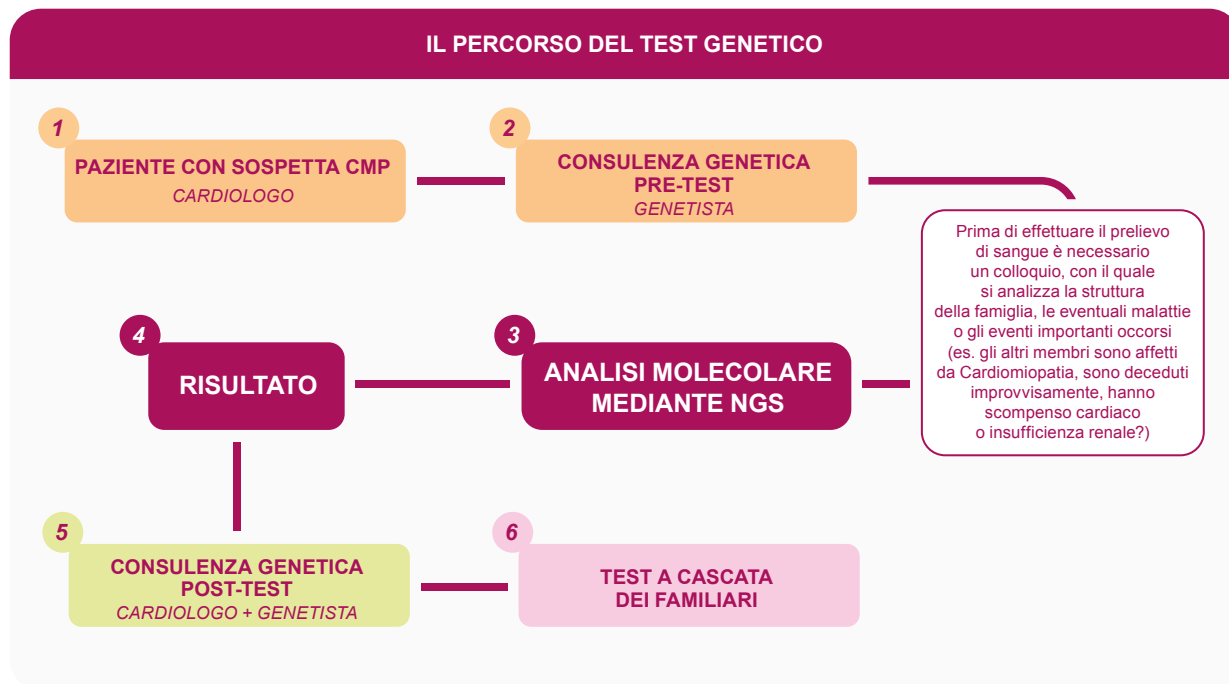 IL PERCORSO DEL TEST GENETICO
1
PAZIENTE CON SOSPETTA CMP
CARDIOLOGO
2
CONSULENZA GENETICA
PRE-TEST
GENETISTA
Prima di effettuare il prelievo
di sangue è necessario
un colloquio, con il quale
si analizza la struttura
della famiglia, le eventuali malattie
o gli eventi importanti occorsi
(es. gli altri membri sono affetti
da Cardiomiopatia, sono deceduti
improvvisamente, hanno
scompenso cardiaco
o insufficienza renale?)
3
ANALISI MOLECOLARE
MEDIANTE NGS
4
RISULTATO
5
CONSULENZA GENETICA
POST-TEST
CARDIOLOGO + GENETISTA
6
TEST A CASCATA
DEI FAMILIARI